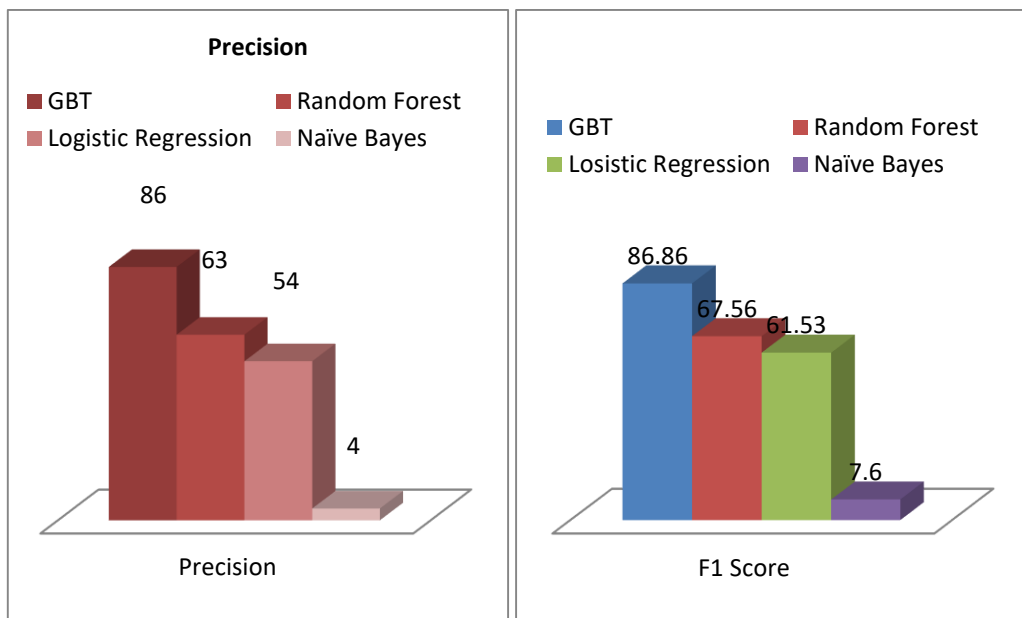 Precision
GBT Random Forest
Logistic Regression Naïve Bayes
86
63
54
4
Precision
GBT Random Forest
Losistic Regression Naïve Bayes
86.86
67.56
61.53
7.6
F1 Score